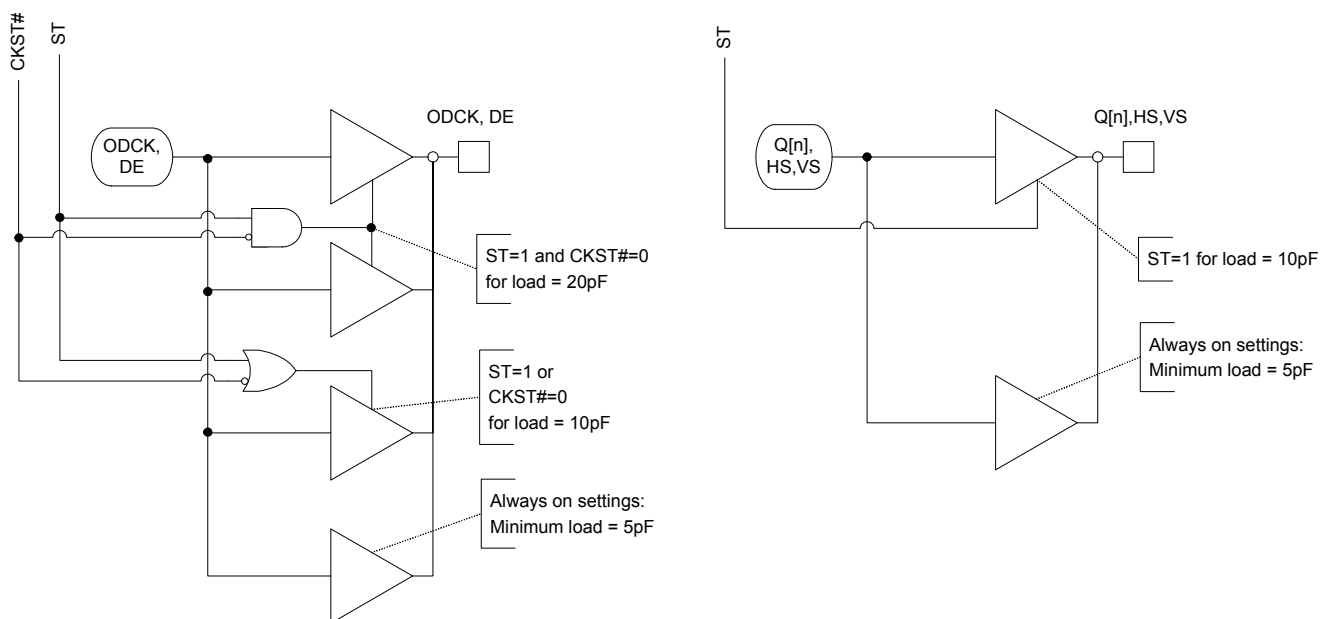 CKST#
ST
ODCK,
DE
ODCK, DE
ST=1 and CKST#=0
for load = 20pF
ST=1 or
CKST#=0
for load = 10pF
Always on settings:
Minimum load = 5pF
ST
Q[n],
HS,VS
Q[n],HS,VS
ST=1 for load = 10pF
Always on settings:
Minimum load = 5pF